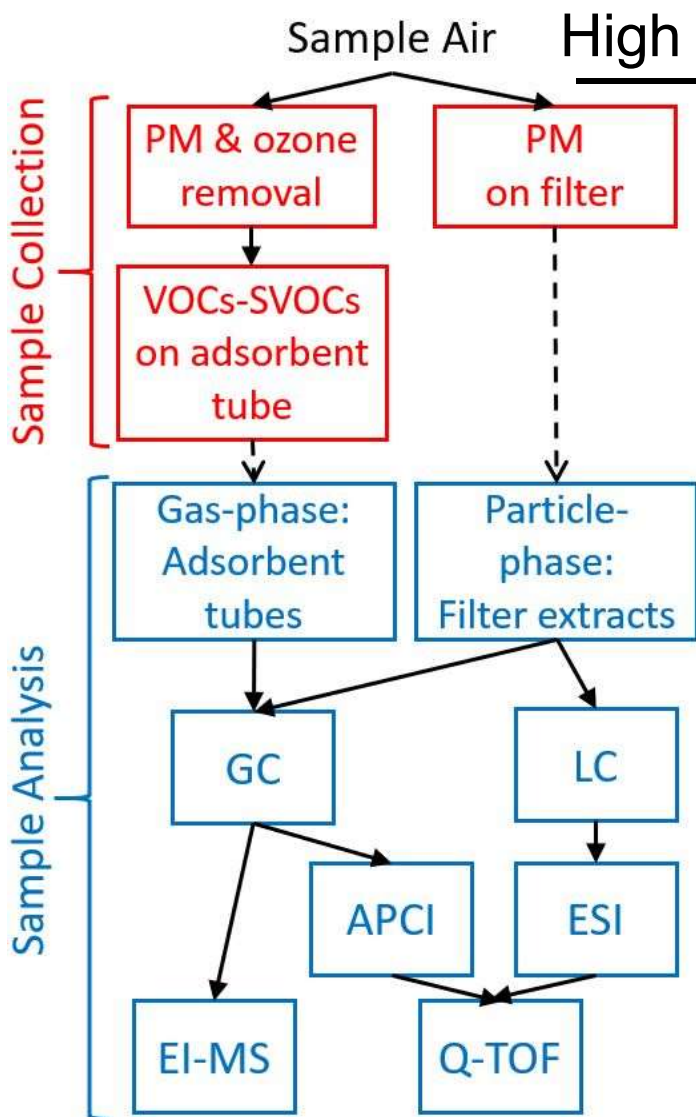 Sample Air
High
Sample Collection
PM & ozone
removal
PM
on filter
VOCs-SVOCs
on adsorbent
tube
Sample Analysis
Gas-phase:
Adsorbent
tubes
Particle-
phase:
Filter extracts
GC
LC
APCI
ESI
EI-MS
Q-TOF